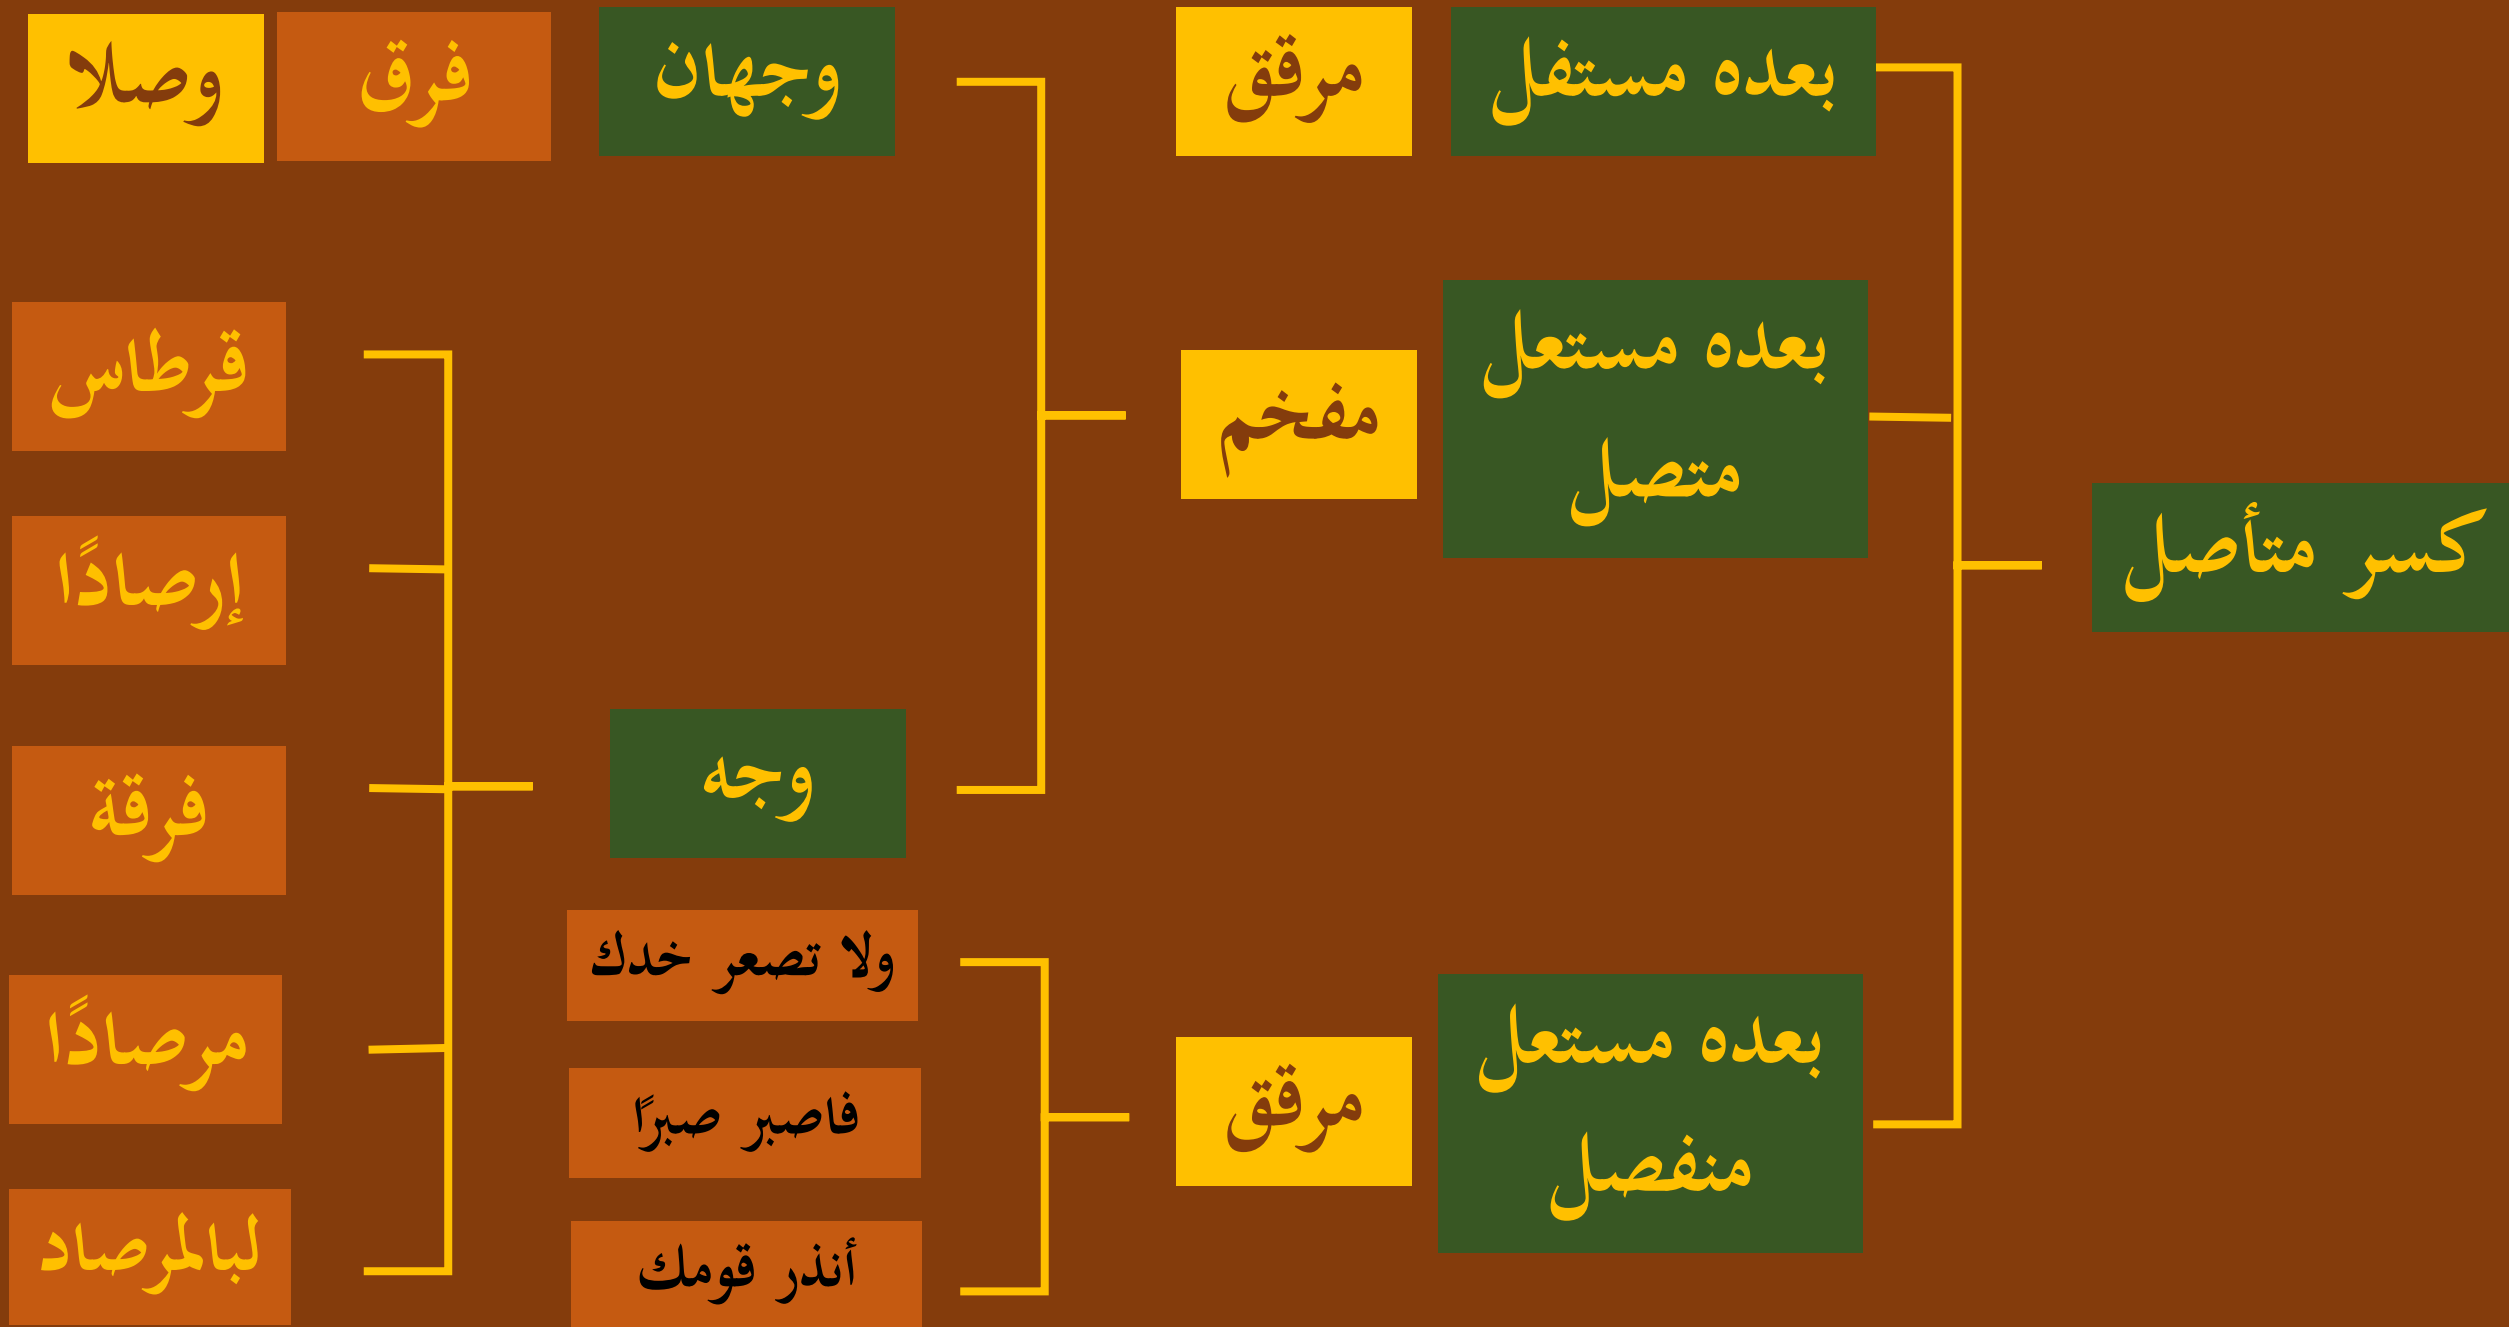 كسر متأصل
بعده مستفل
مرقق
بعده مستعل
متصل
مفخم
وجهان
فرق
وصلا
وجه
قرطاس
إرصادًا
فرقة
مرصادًا
لبالمرصاد
بعده مستعل
منفصل
مرقق
ولا تصعر خدك
فاصبر صبرًا
أنذر قومك